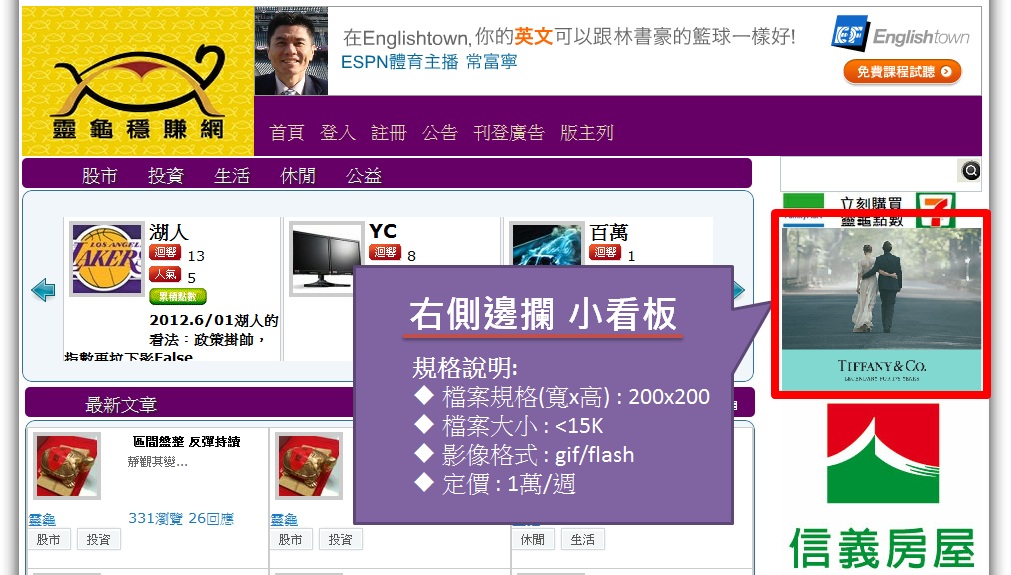 在Englishtown, 你的英文可以跟林書豪的籃球一樣好!
ESPN體育主播 常富寧
EF Englishtown
免費課程試聽
靈龜穩賺網
首頁 登入 註冊 公告 刊登廣告 版主列
股市 投資 生活 休閒 公益
立刻購買
靈龜點數
7
湖人
迴響 13
人氣 5
累積點數
2012.6/01湖人的
看法：政策掛帥，
指數再拉下影False
LOS ANGEL
AKERS
YC
迴響 8
百萬
迴響 1
右側邊攔 小看板
規格說明:
◆ 檔案規格(寬x高) : 200x200
◆ 檔案大小 : <15K
◆ 影像格式 : gif/flash
◆ 定價 : 1萬/週
TIFFANY & CO.
LEGENDARY FOR 175 YEARS
最新文章
區間盤整 反彈持續
靜觀其變...
靈龜
331瀏覽 26回應
股市 投資
靈龜
股市 投資
休閒 生活
信義房屋